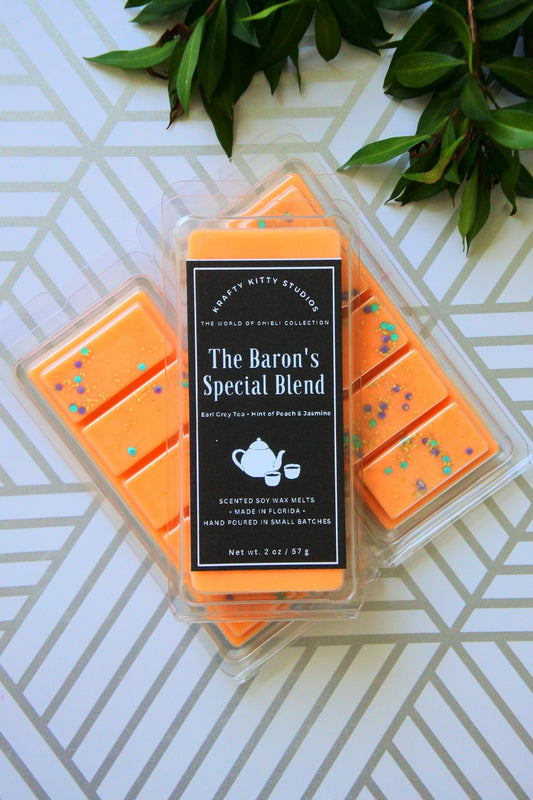 KRAFTY KITTY STUDIOS
THE WORLD OF GHIBLI COLLECTION
The Baron's
Special Blend
Earl Grey Tea • Hint of Peach & Jasmine
SCENTED SOY WAX MELTS
• MADE IN FLORIDA •
HAND POURED IN SMALL BATCHES
Net wt. 2 oz / 57 g